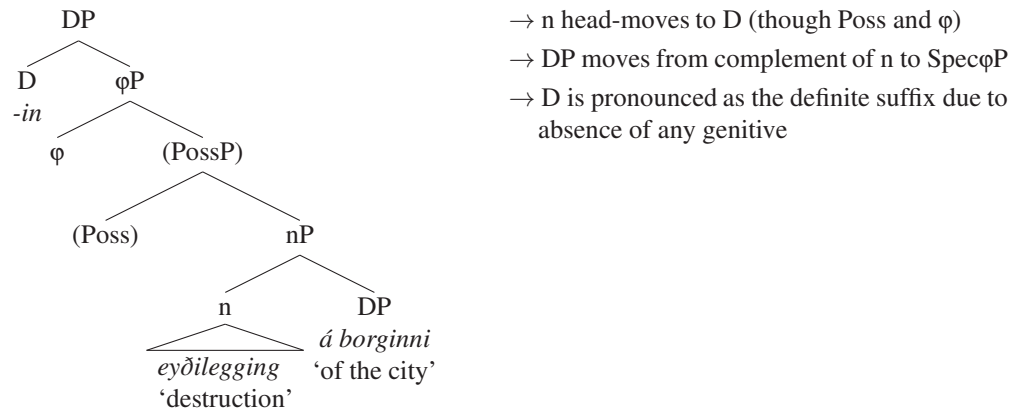 DP
→ n head-moves to D (though Poss and φ)
D φP
→ DP moves from complement of n to SpecφP
-in
→ D is pronounced as the definite suffix due to
absence of any genitive
φ (PossP)
(Poss) nP
n DP
á borginni
eyðilegging
'of the city'
'destruction'